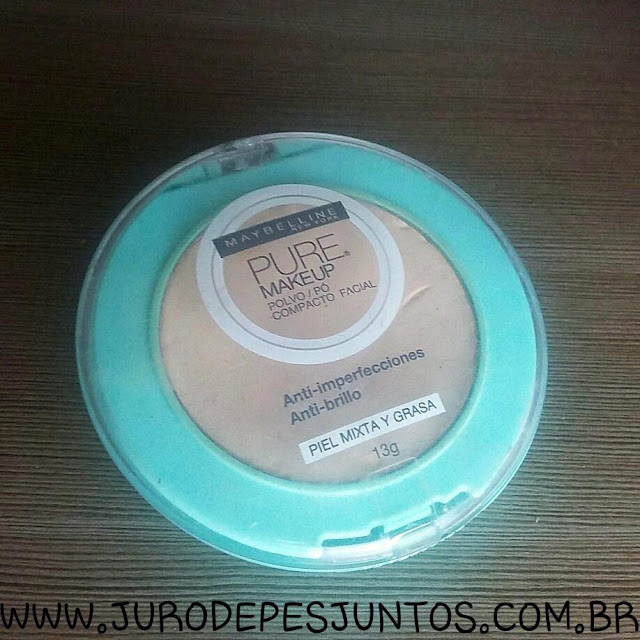 MAYBELLINE
NEW YORK
PURE®
MAKEUP
POLVO / PÓ
COMPACTO FACIAL
Anti-imperfecciones
Anti-brillo
PIEL MIXTA Y GRASA
13g
WWW.JURODEPESJUNTOS.COM.BR